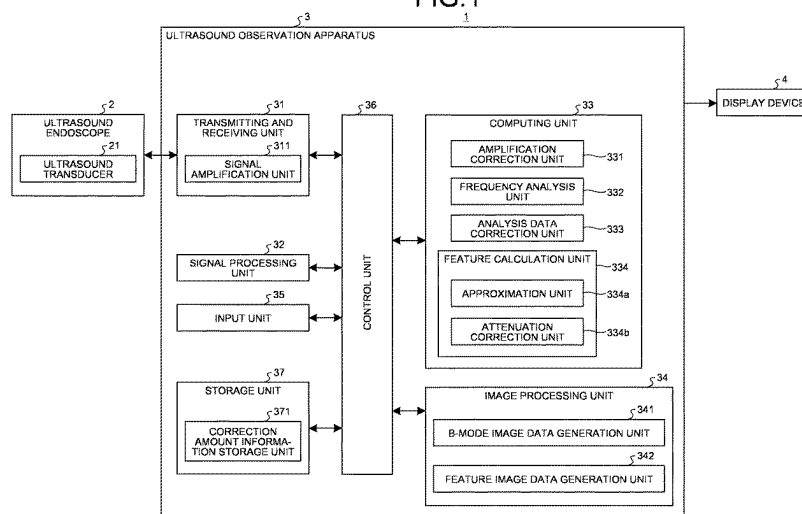 FIG.1
3
1
ULTRASOUND OBSERVATION APPARATUS
4
DISPLAY DEVICE
2
ULTRASOUND
ENDOSCOPE
21
ULTRASOUND
TRANSDUCER
31
TRANSMITTING AND
RECEIVING UNIT
311
SIGNAL
AMPLIFICATION UNIT
36
CONTROL UNIT
33
COMPUTING UNIT
AMPLIFICATION
CORRECTION UNIT
331
FREQUENCY ANALYSIS
UNIT
332
ANALYSIS DATA
CORRECTION UNIT
333
FEATURE CALCULATION UNIT
334
APPROXIMATION UNIT
334a
ATTENUATION
CORRECTION UNIT
334b
32
SIGNAL PROCESSING
UNIT
35
INPUT UNIT
37
STORAGE UNIT
371
CORRECTION
AMOUNT INFORMA-
TION STORAGE UNIT
34
IMAGE PROCESSING UNIT
341
B-MODE IMAGE DATA GENERATION UNIT
342
FEATURE IMAGE DATA GENERATION UNIT